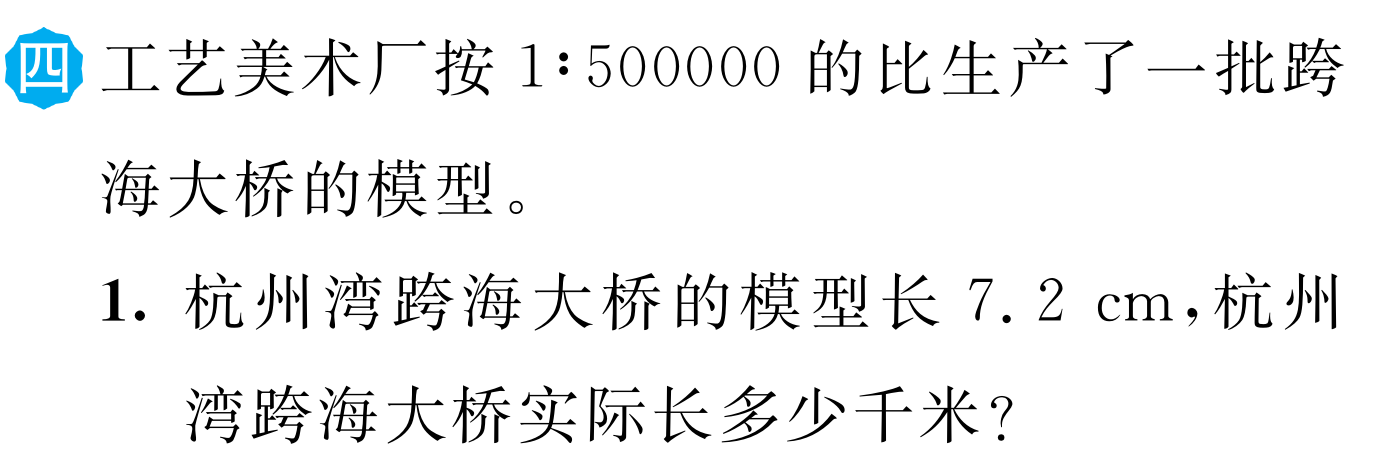 四 工艺美术厂按 1∶500000 的比生产了一批跨
海大桥的模型。
1. 杭州湾跨海大桥的模型长 7.2 cm,杭州
湾跨海大桥实际长多少千米?